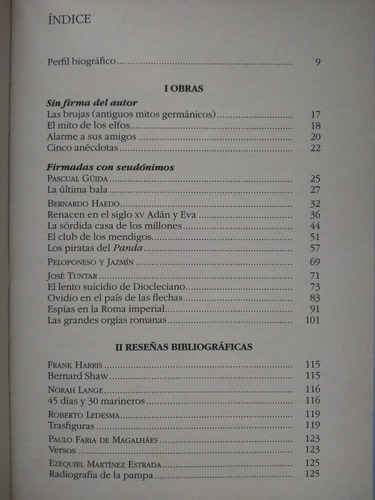 ÍNDICE
Perfil biográfico 9
I OBRAS
Sin firma del autor
Las brujas (antiguos mitos germánicos) 17
El mito de los elfos 18
Alarme a sus amigos 20
Cinco anécdotas 22
Firmadas con seudónimos
PASCUAL GÜIDA 25
La última bala 27
BERNARDO HAEDO 32
Renacen en el siglo XV Adán y Eva 36
La sórdida casa de los millones 44
El club de los mendigos 51
Los piratas del Panda 57
PELOPONESO Y JAZMÍN 69
JOSÉ TUNTAR 71
El lento suicidio de Diocleciano 73
Ovidio en el país de las flechas 83
Espías en la Roma imperial 91
Las grandes orgías romanas 101
II RESEÑAS BIBLIOGRÁFICAS
FRANK HARRIS 115
Bernard Shaw 115
NORAH LANGE 116
45 días y 30 marineros 116
ROBERTO LEDESMA 119
Trasfiguras 119
PAULO FARIA DE MAGALHÃES 123
Versos 123
EZEQUIEL MARTÍNEZ ESTRADA 125
Radiografía de la pampa 125